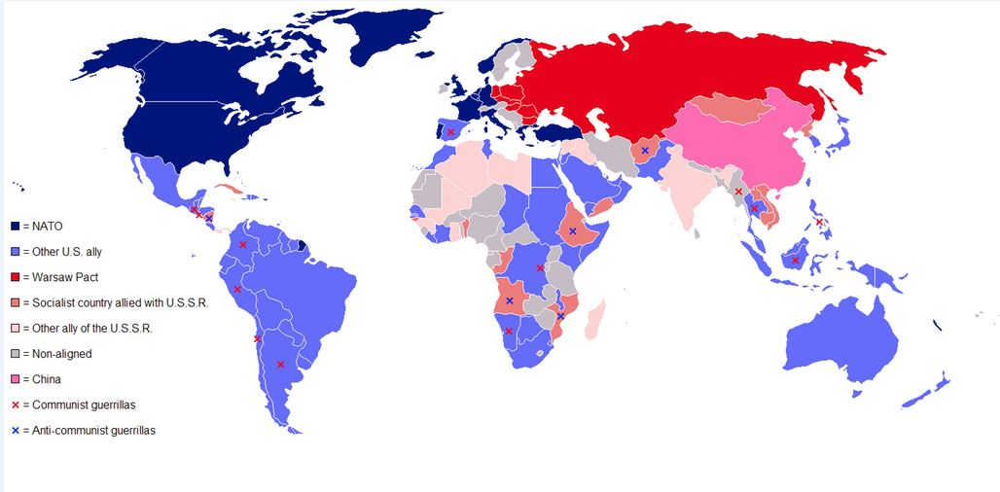 = NATO
= Other U.S. ally
= Warsaw Pact
= Socialist country allied with U.S.S.R.
= Other ally of the U.S.S.R.
= Non-aligned
= China
= Communist guerrillas
= Anti-communist guerrillas